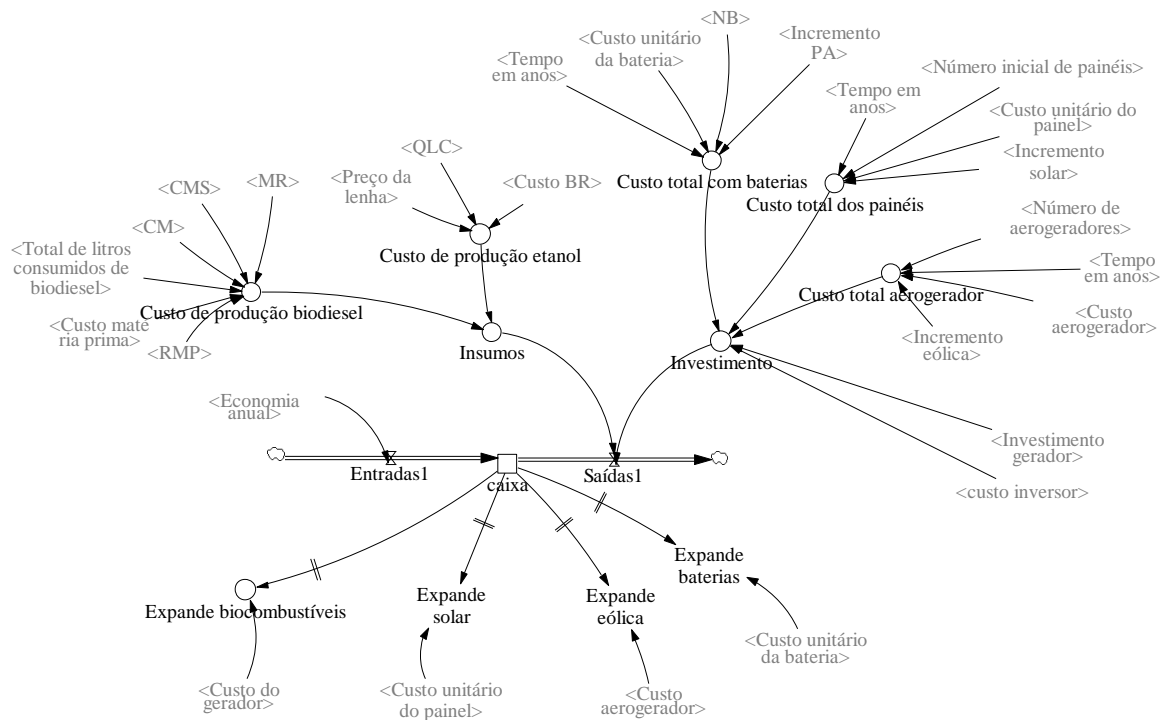 <NB>
<Custo unitário
da bateria>
<Incremento
PA>
<Tempo
em anos>
<Número inicial de painéis>
<Tempo em
anos>
<Custo unitário do
painel>
<Incremento
solar>
<QLC>
<Custo BR>
<Preço da
lenha>
Custo total com baterias
Custo total dos painéis
<CMS>
<MR>
<CM>
<Total de litros
consumidos de
biodiesel>
<Custo mate
ria prima>
<RMP>
Custo de produção etanol
Custo de produção biodiesel
<Número de
aerogeradores>
<Tempo
em anos>
Custo total aerogerador
<Custo
aerogerador>
<Incremento
eólica>
Insumos
Investimento
<Economia
anual>
<Investimento
gerador>
<custo inversor>
Entradas1
caixa
Saídas1
Expande
baterias
Expande biocombustíveis
Expande
solar
Expande
eólica
<Custo unitário
da bateria>
<Custo do
gerador>
<Custo unitário
do painel>
<Custo
aerogerador>